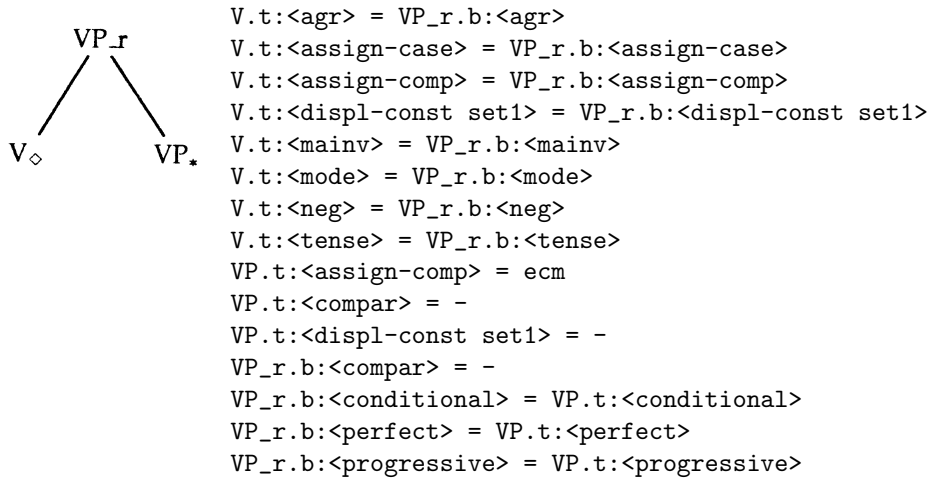 VP_r
V◇ VP*
V.t:<agr> = VP_r.b:<agr>
V.t:<assign-case> = VP_r.b:<assign-case>
V.t:<assign-comp> = VP_r.b:<assign-comp>
V.t:<displ-const set1> = VP_r.b:<displ-const set1>
V.t:<mainv> = VP_r.b:<mainv>
V.t:<mode> = VP_r.b:<mode>
V.t:<neg> = VP_r.b:<neg>
V.t:<tense> = VP_r.b:<tense>
VP.t:<assign-comp> = ecm
VP.t:<compar> = -
VP.t:<displ-const set1> = -
VP_r.b:<compar> = -
VP_r.b:<conditional> = VP.t:<conditional>
VP_r.b:<perfect> = VP.t:<perfect>
VP_r.b:<progressive> = VP.t:<progressive>